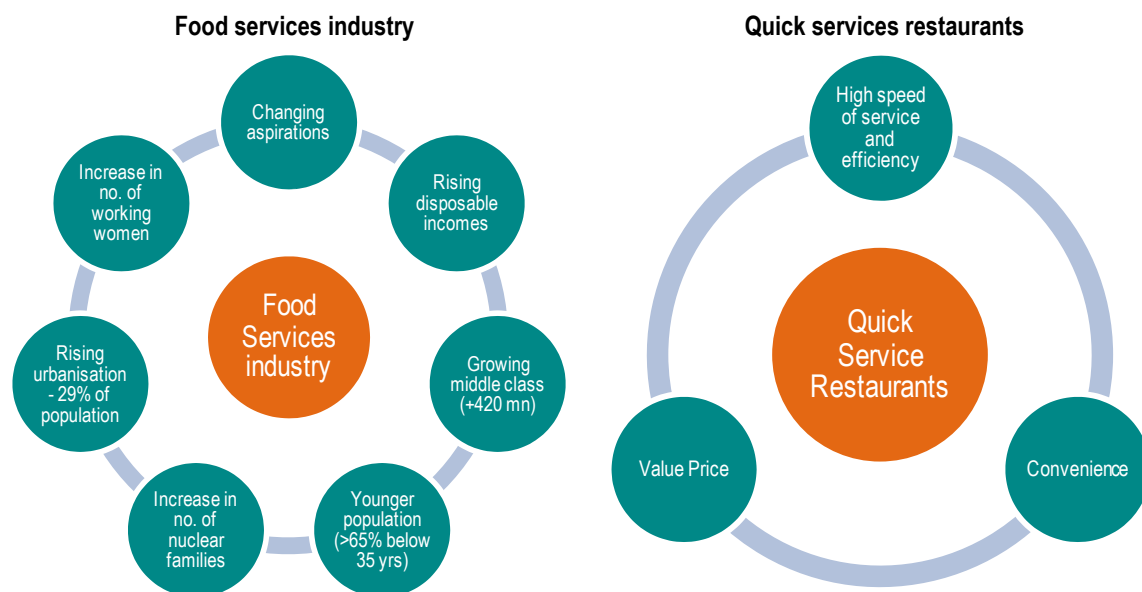 Food services industry
Changing
aspirations
Rising
disposable
incomes
Growing
middle class
(+420 mn)
Younger
population
(>65% below
35 yrs)
Increase in
no. of
nuclear
families
Rising
urbanisation
- 29% of
population
Increase in
no. of
working
women
Food
Services
industry
Quick services restaurants
High speed
of service
and
efficiency
Convenience
Value Price
Quick
Service
Restaurants